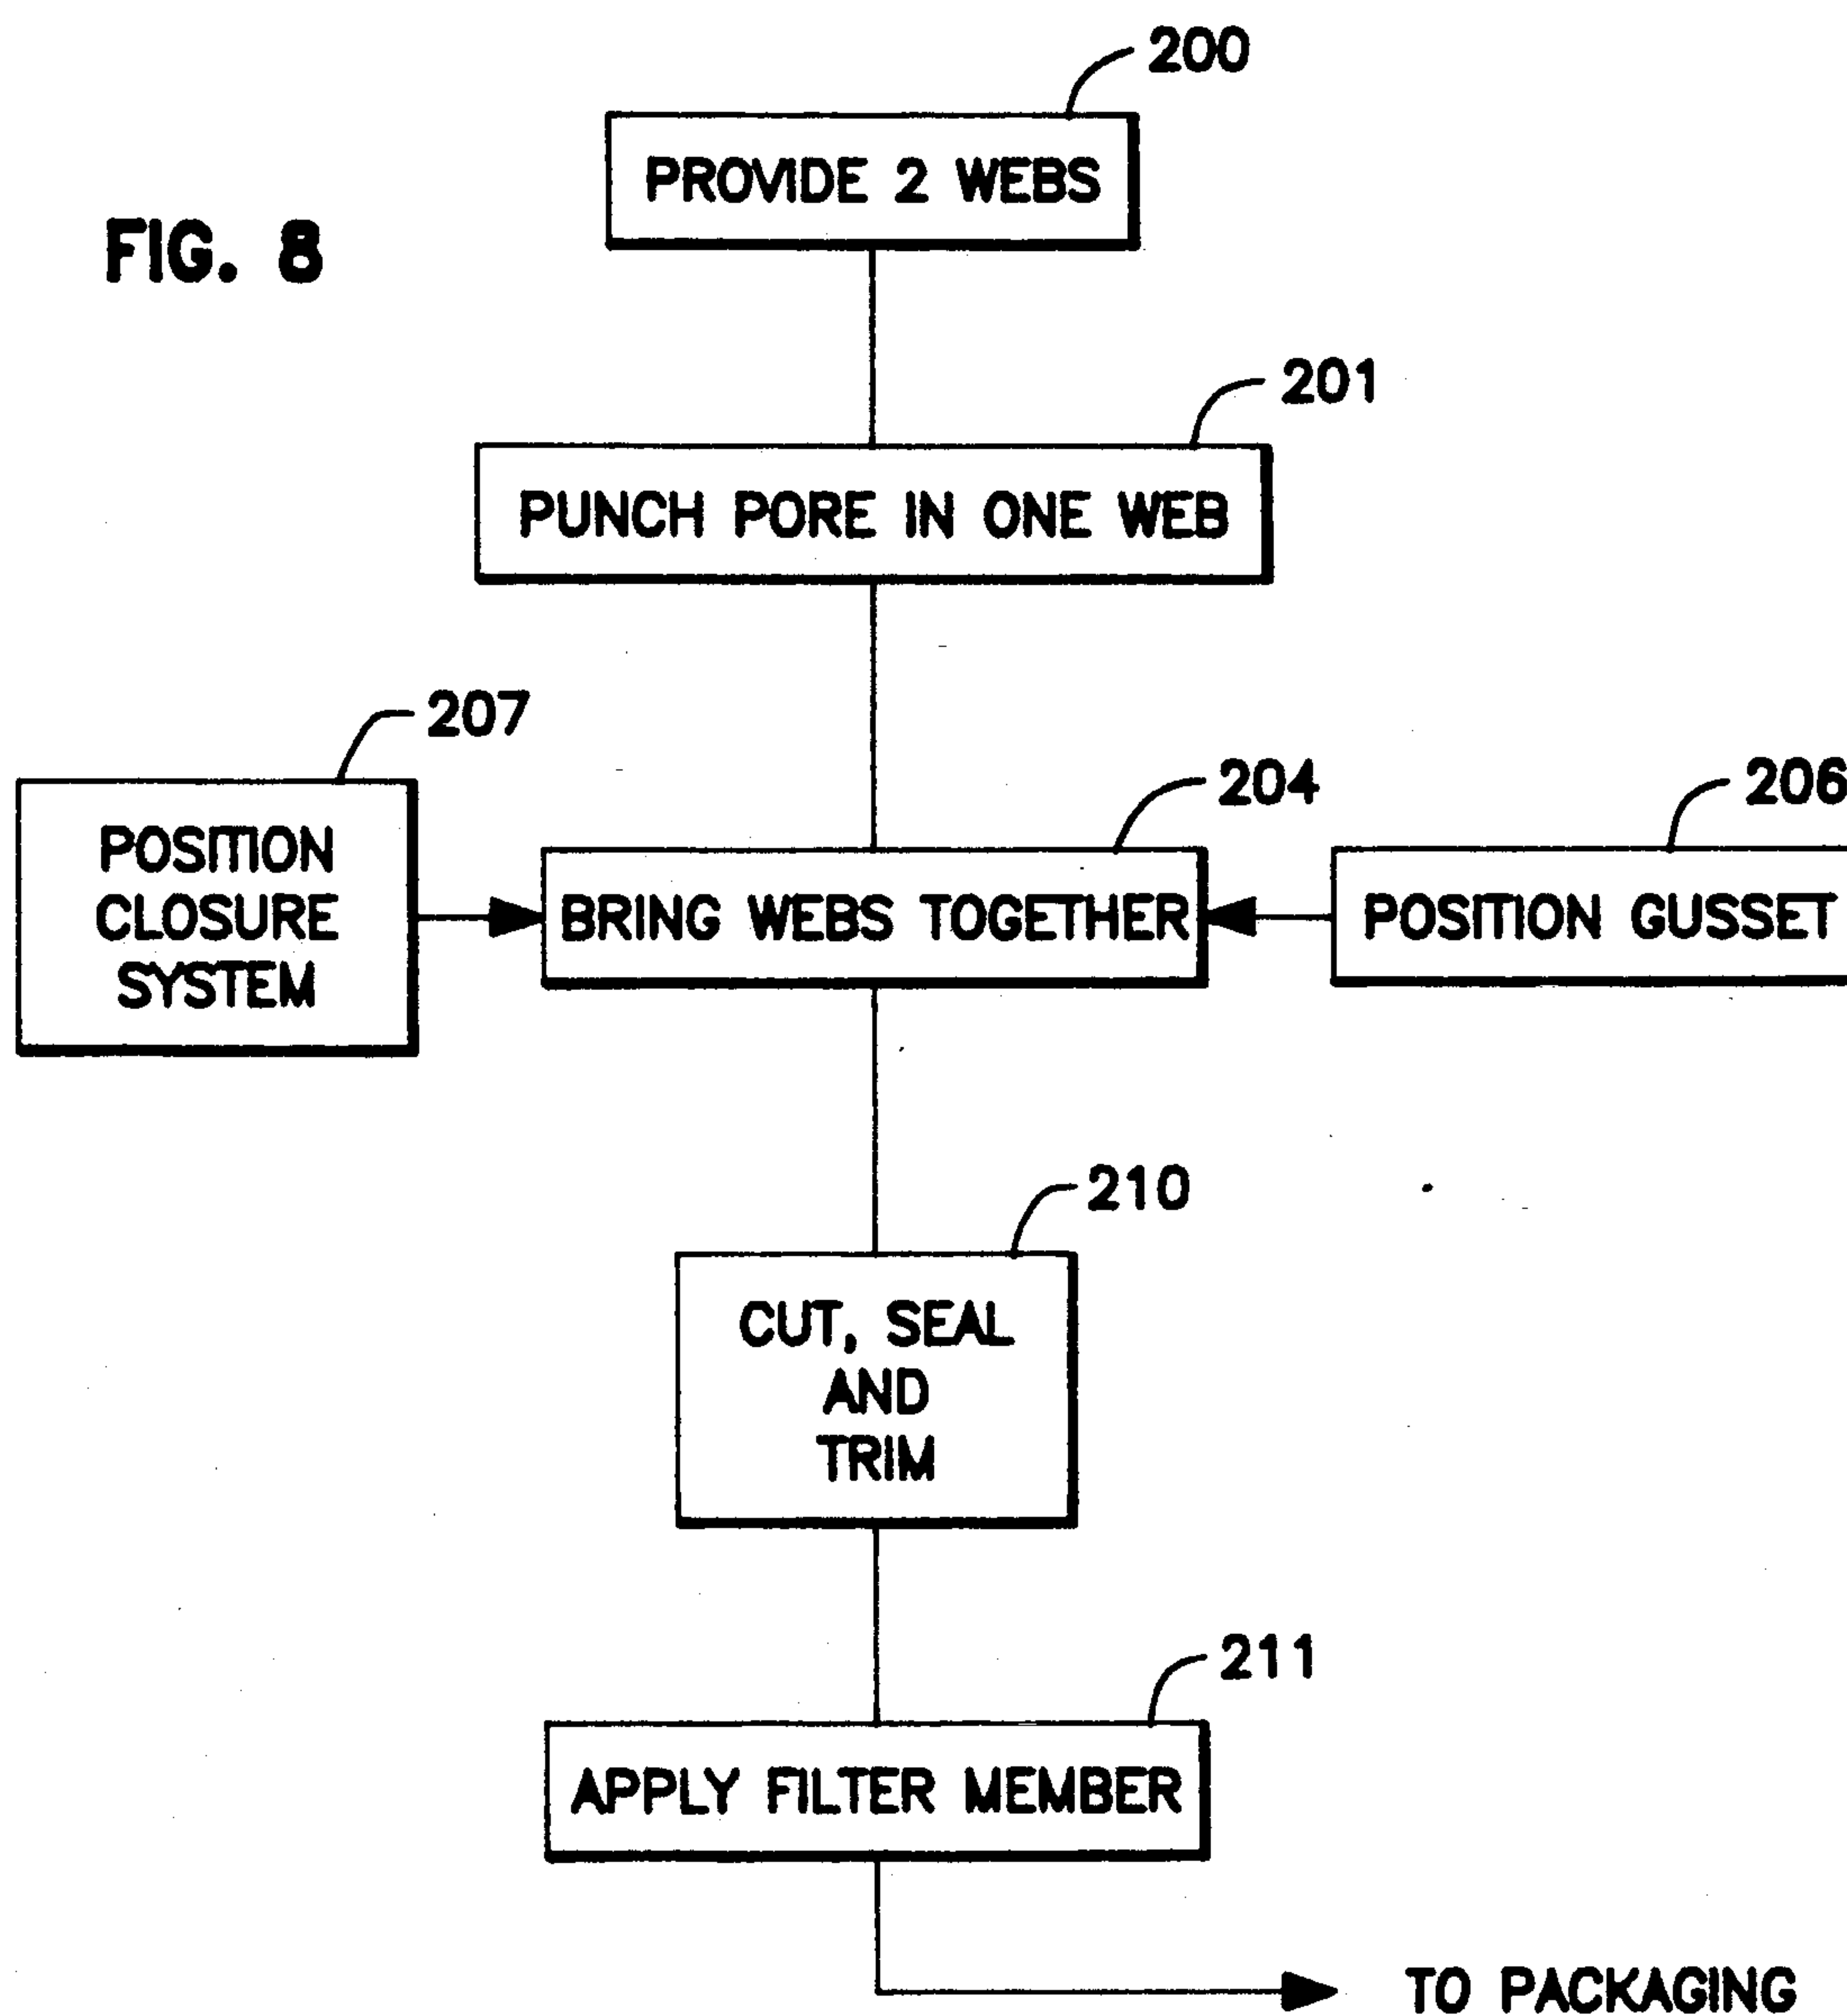 200
PROVIDE 2 WEBS
FIG. 8
201
PUNCH PORE IN ONE WEB
207
POSITION
CLOSURE
SYSTEM
204
BRING WEBS TOGETHER
206
POSITION GUSSET
210
CUT, SEAL
AND
TRIM
211
APPLY FILTER MEMBER
TO PACKAGING